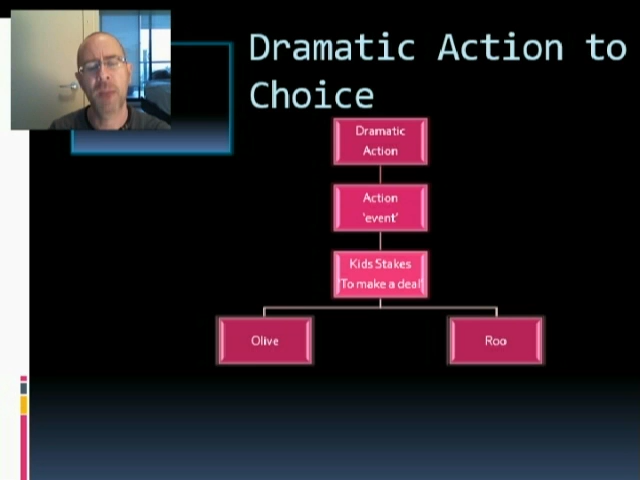 Dramatic Action to
Choice
Dramatic
Action
Action
'event'
Kids Stakes
'To make a deal'
Olive
Roo